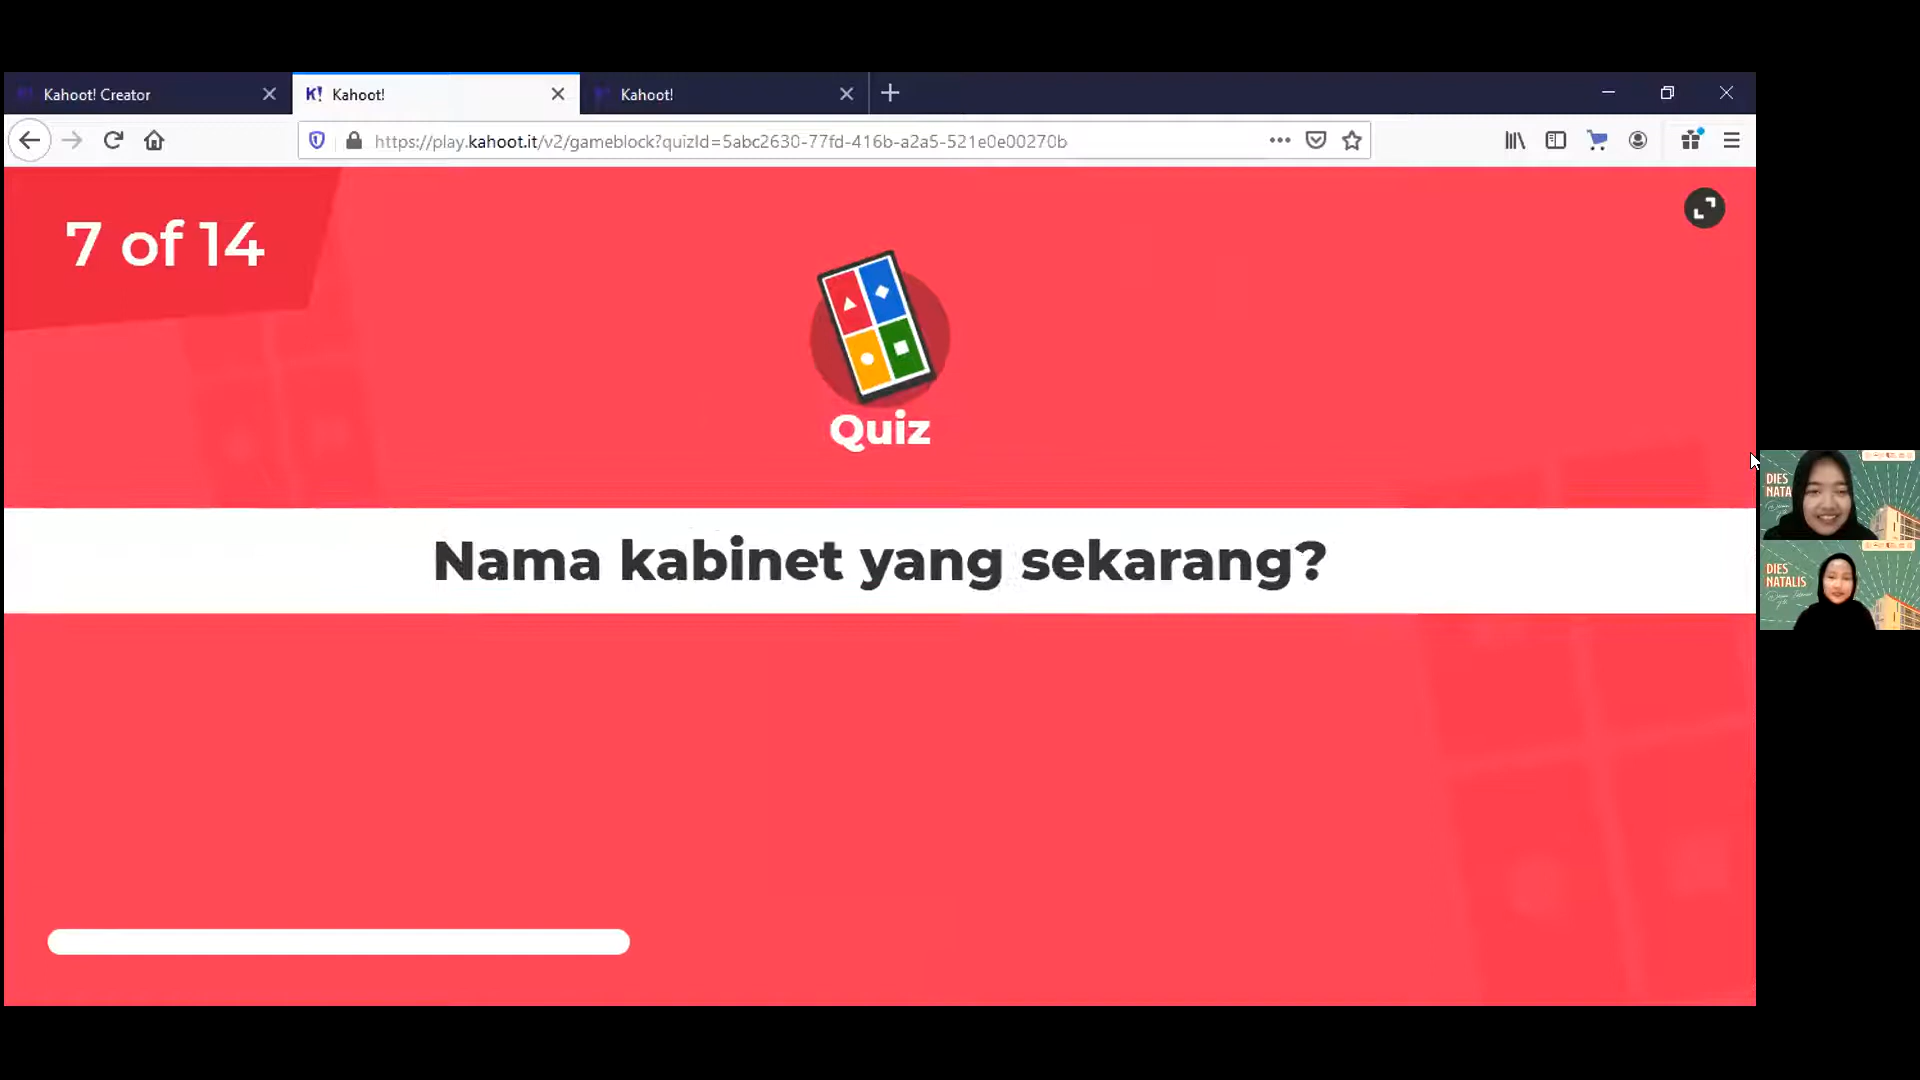 Kahoot! Creator
K! Kahoot!
Kahoot!
https://play.kahoot.it/v2/gameblock?quizId=5abc2630-77fd-416b-a2a5-521e0e00270b
7 of 14
Quiz
Nama kabinet yang sekarang?
DIES
NATA
DIES
NATALIS